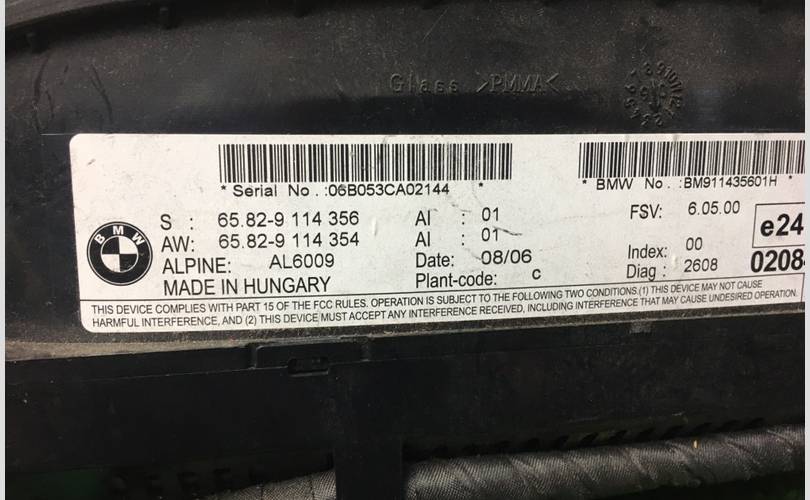 Glass >PMMA<
* Serial No .:06B053CA02144 *
* BMW No .:BM911435601H *
BMW
S : 65.82-9 114 356 AI : 01 FSV: 6.05.00
AW: 65.82-9 114 354 AI : 01 e24
ALPINE: AL6009 Date: 08/06 Index: 00
MADE IN HUNGARY Plant-code: c Diag : 2608 0208
THIS DEVICE COMPLIES WITH PART 15 OF THE FCC RULES. OPERATION IS SUBJECT TO THE FOLLOWING TWO CONDITIONS.(1) THIS DEVICE MAY NOT CAUSE
HARMFUL INTERFERENCE, AND (2) THIS DEVICE MUST ACCEPT ANY INTERFERENCE RECEIVED, INCLUDING INTERFERENCE THAT MAY CAUSE UNDESIRED OPERATION.